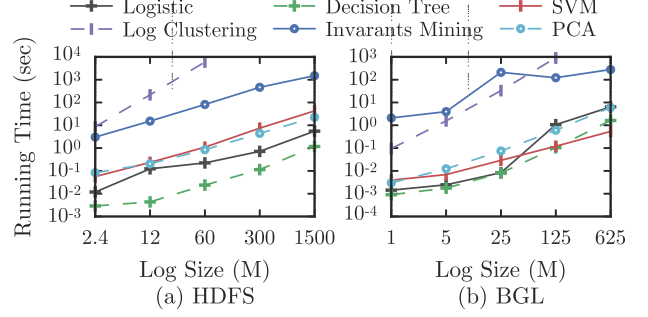 Logistic Decision Tree SVM
Log Clustering Invarants Mining PCA
Running Time (sec)
10^4
10^3
10^2
10^1
10^0
10^-1
10^-2
10^-3
2.4 12 60 300 1500
Log Size (M)
(a) HDFS
10^3
10^2
10^1
10^0
10^-1
10^-2
10^-3
10^-4
1 5 25 125 625
Log Size (M)
(b) BGL